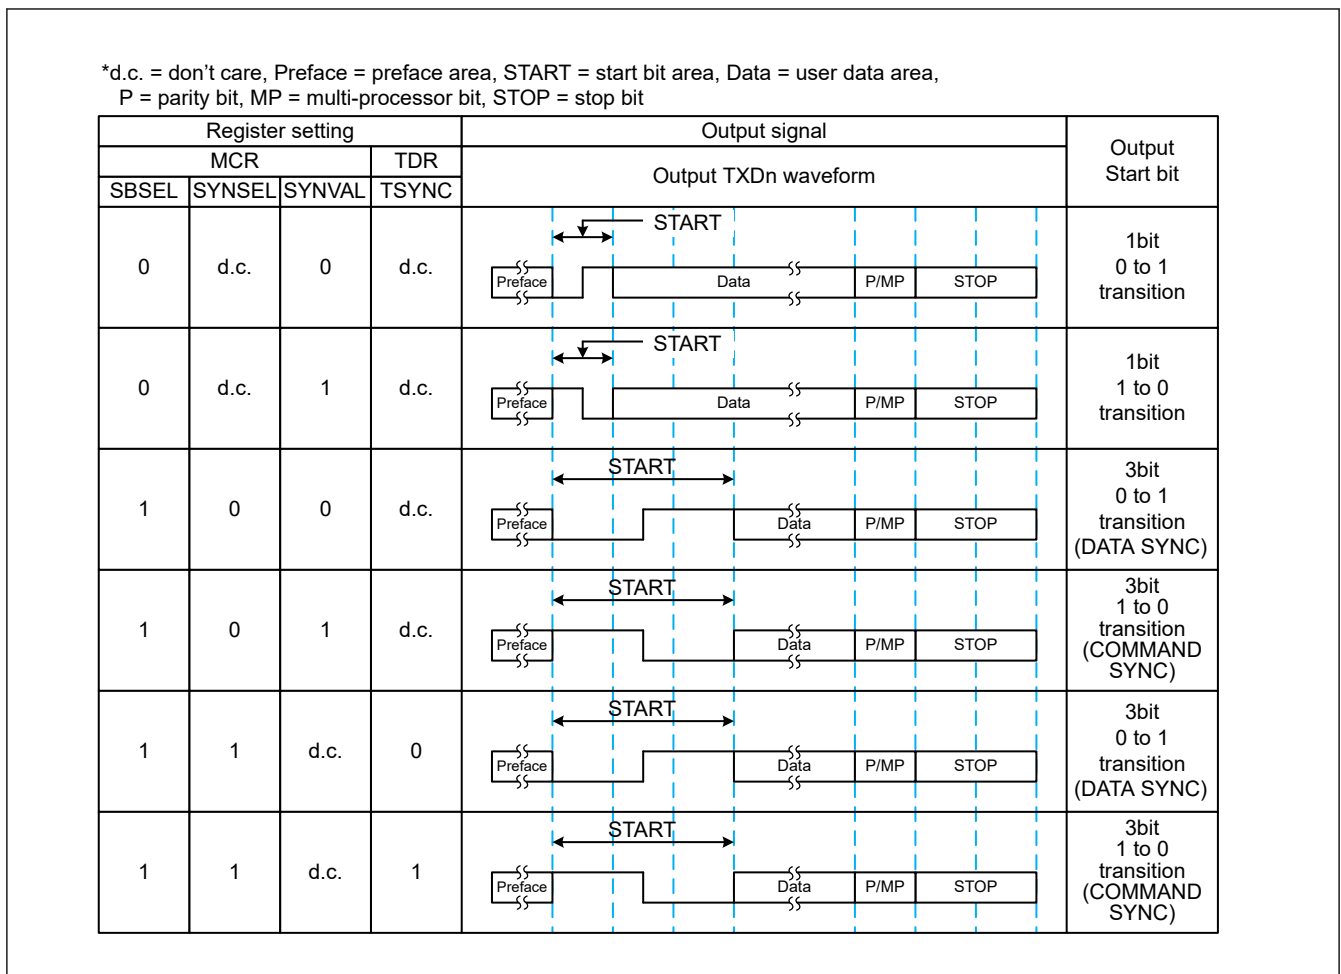 *d.c. = don't care, Preface = preface area, START = start bit area, Data = user data area,
P = parity bit, MP = multi-processor bit, STOP = stop bit
Register setting Output signal Output
Start bit
MCR TDR Output TXDn waveform
SBSEL SYNSEL SYNVAL TSYNC
START
0 d.c. 0 d.c. Preface Data P/MP STOP 1bit
0 to 1
transition
START
0 d.c. 1 d.c. Preface Data P/MP STOP 1bit
1 to 0
transition
START
1 0 0 d.c. Preface Data P/MP STOP 3bit
0 to 1
transition
(DATA SYNC)
START
1 0 1 d.c. Preface Data P/MP STOP 3bit
1 to 0
transition
(COMMAND
SYNC)
START
1 1 d.c. 0 Preface Data P/MP STOP 3bit
0 to 1
transition
(DATA SYNC)
START
1 1 d.c. 1 Preface Data P/MP STOP 3bit
1 to 0
transition
(COMMAND
SYNC)